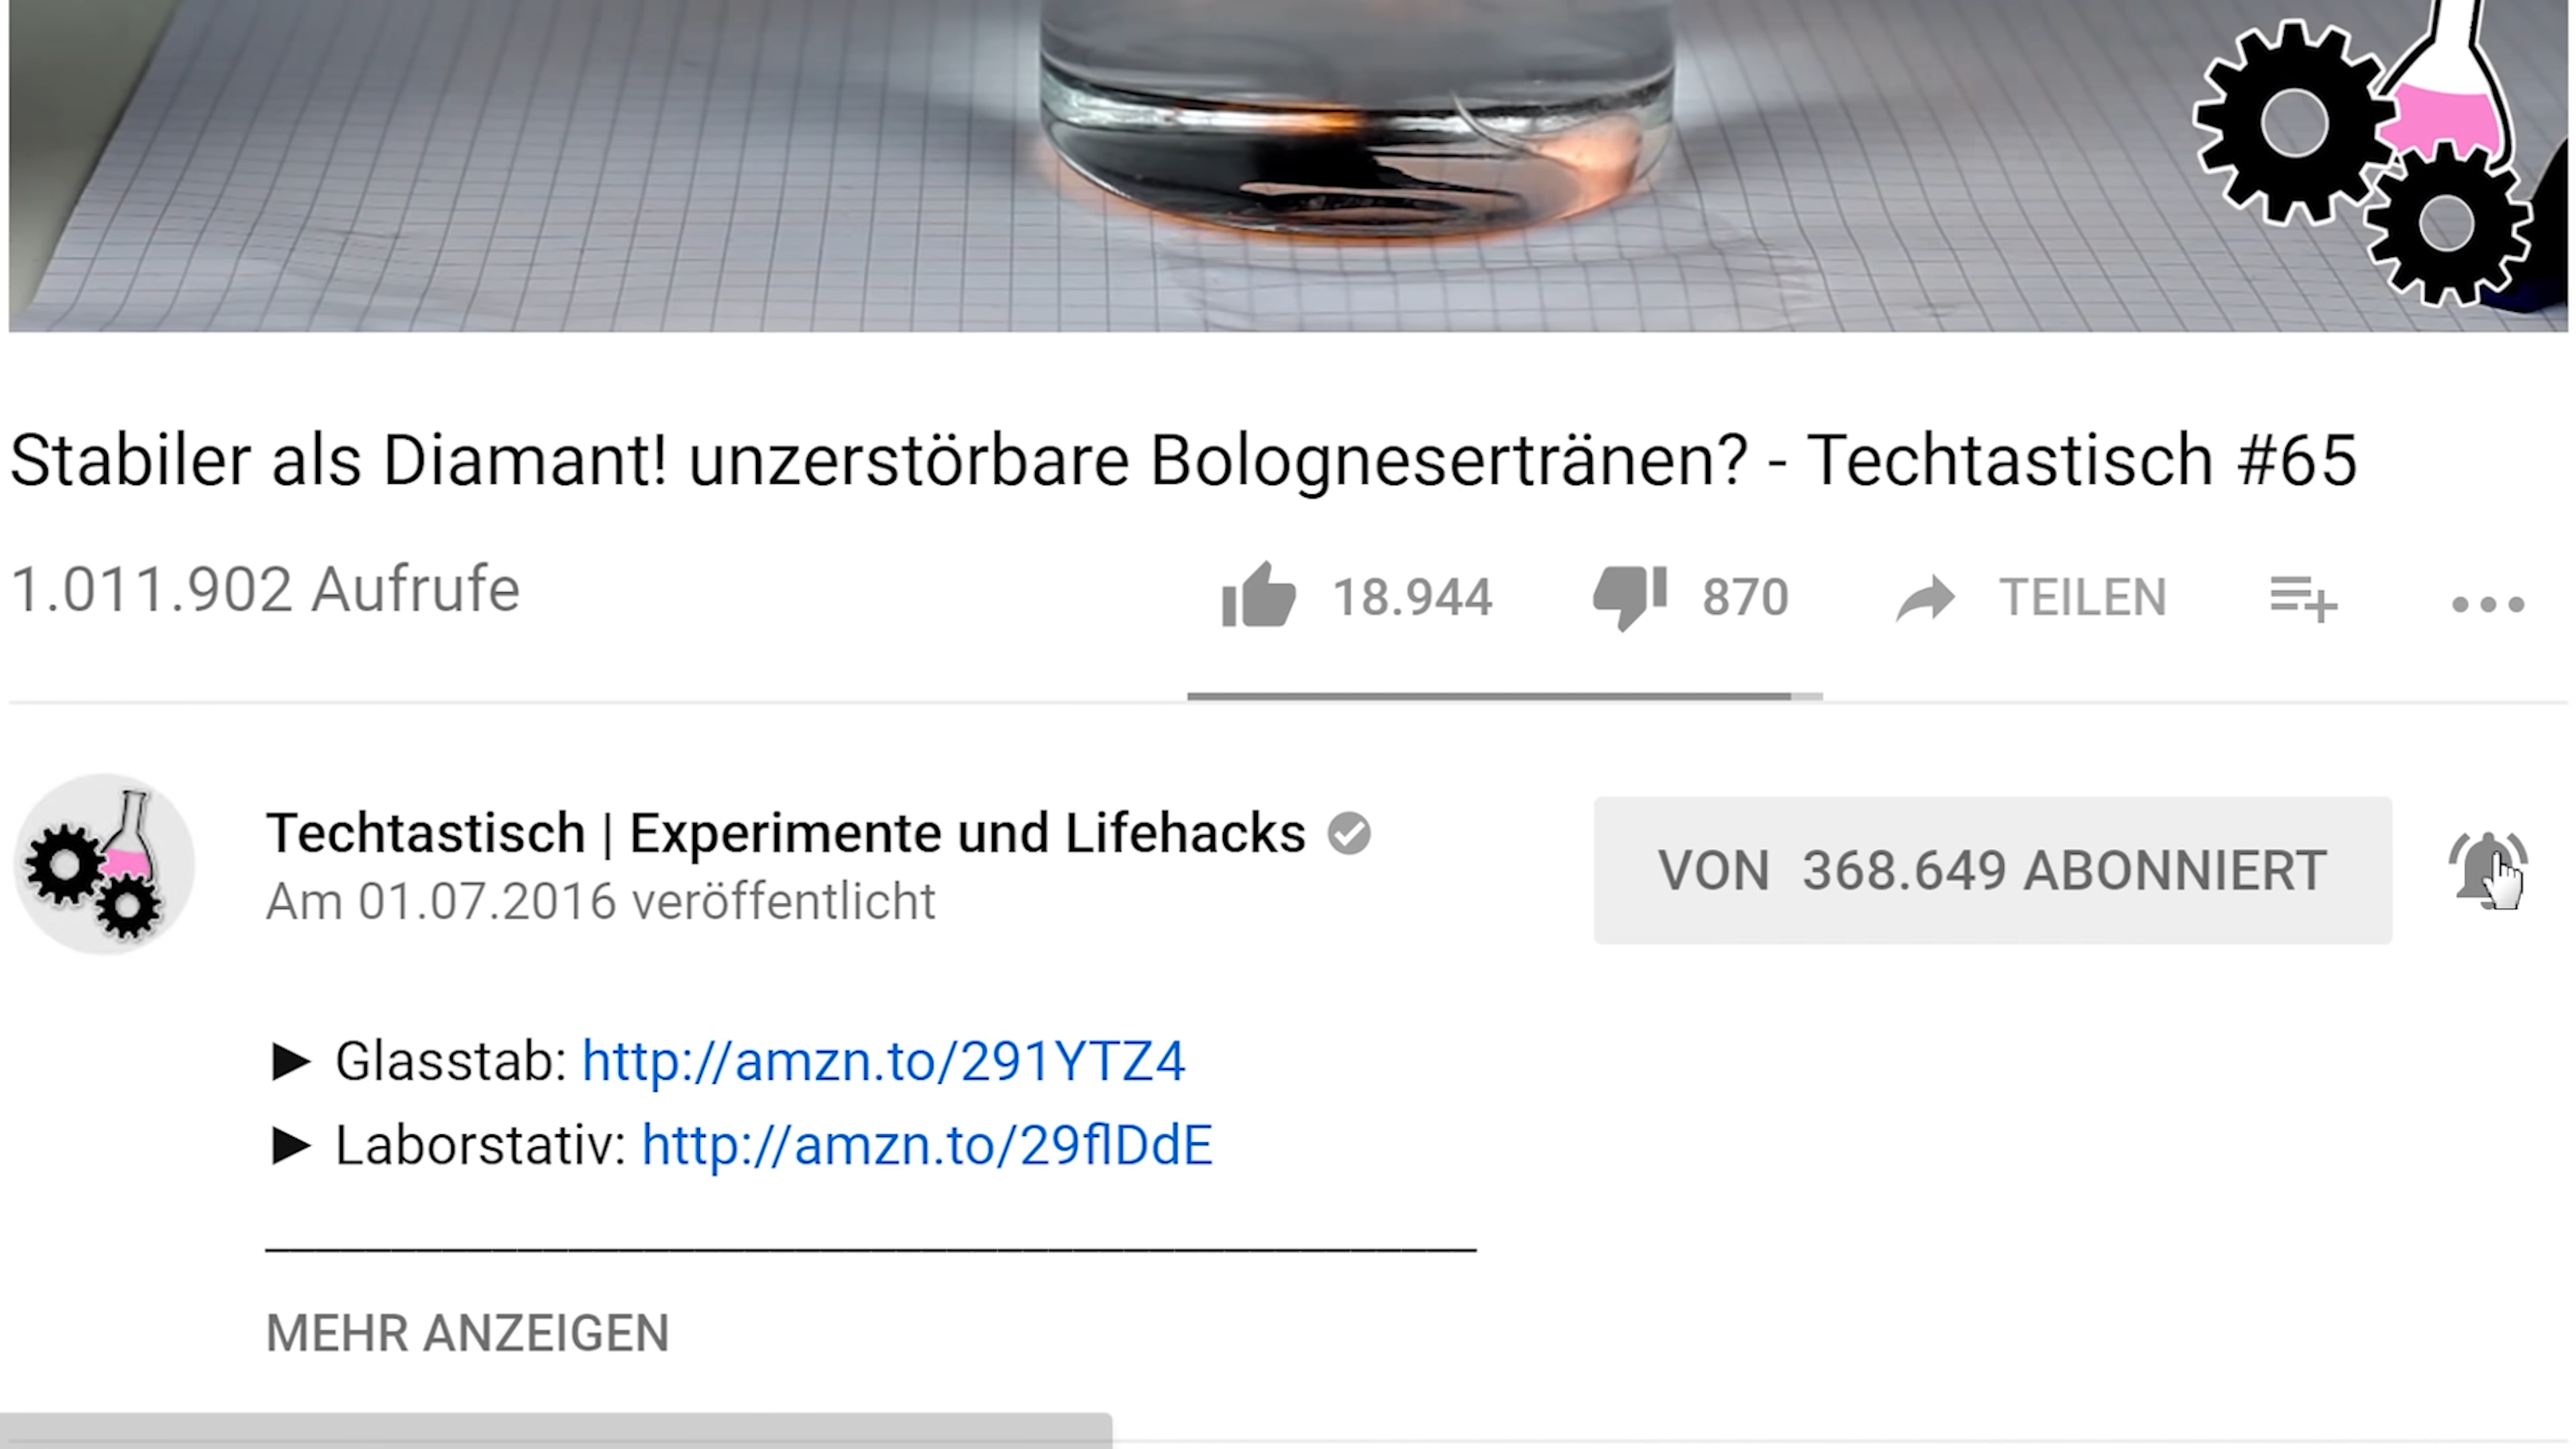 Stabiler als Diamant! unzerstörbare Bolognesertränen? - Techtastisch #65
1.011.902 Aufrufe
18.944 870 TEILEN
Techtastisch | Experimente und Lifehacks
VON 368.649 ABONNIERT
Am 01.07.2016 veröffentlicht
► Glasstab: http://amzn.to/291YTZ4
► Laborstativ: http://amzn.to/29flDdE
MEHR ANZEIGEN